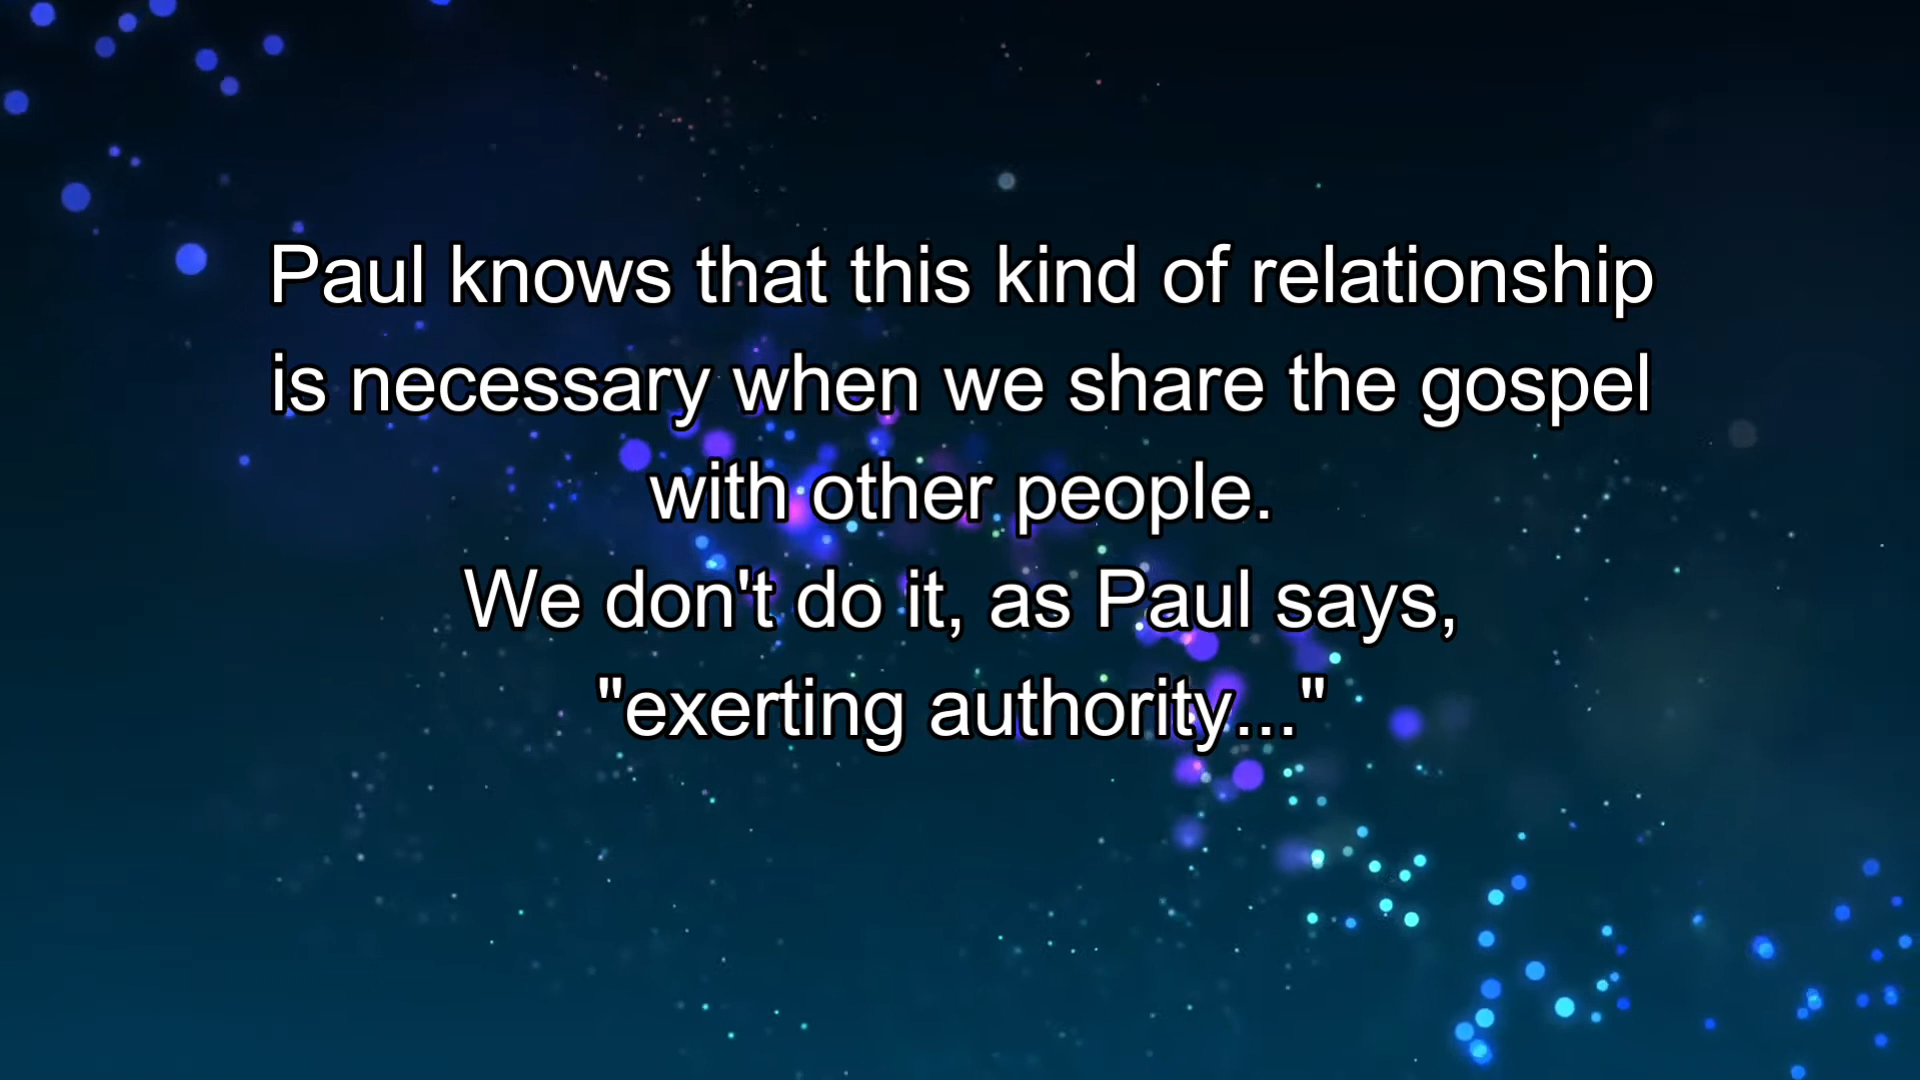 Paul knows that this kind of relationship
is necessary when we share the gospel
with other people.
We don't do it, as Paul says,
"exerting authority..."